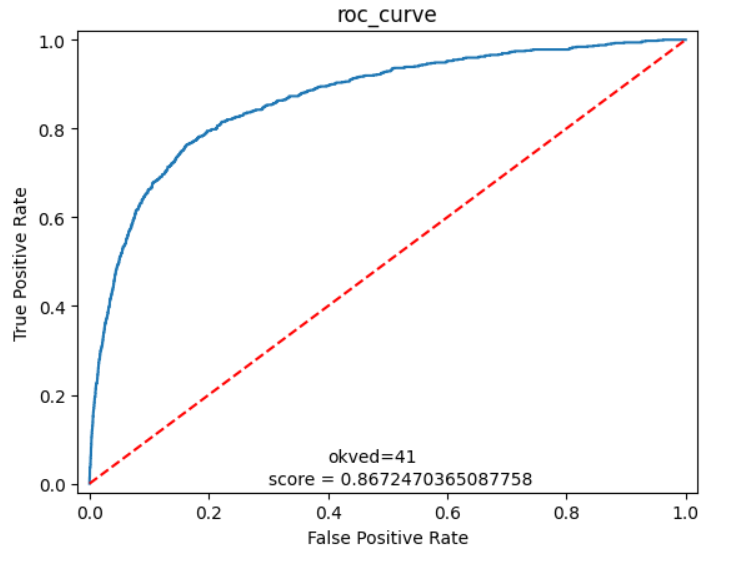 roc_curve
1.0
0.8
0.6
0.4
0.2
0.0
True Positive Rate
okved=41
score = 0.8672470365087758
0.0 0.2 0.4 0.6 0.8 1.0
False Positive Rate